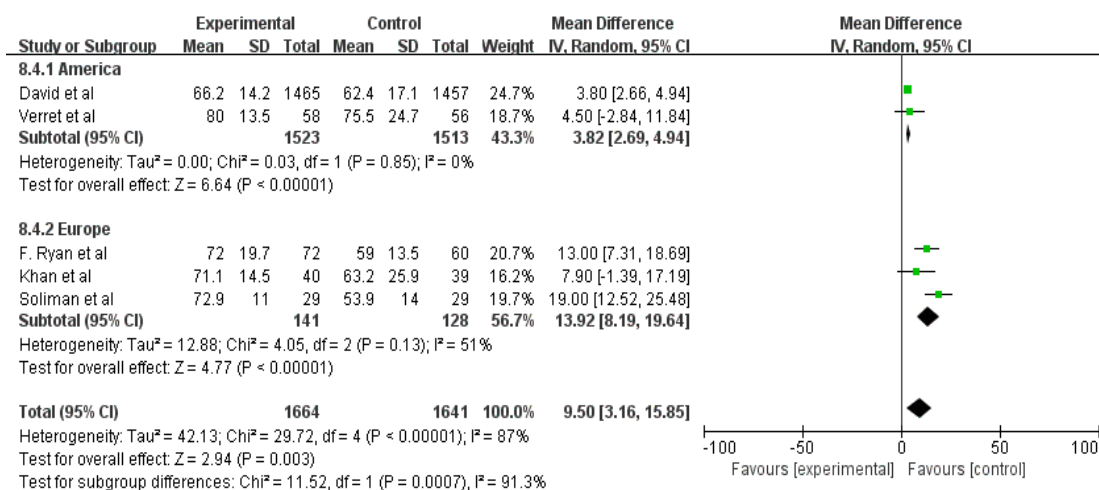 Experimental Control Mean Difference Mean Difference
Study or Subgroup Mean SD Total Mean SD Total Weight IV, Random, 95% CI IV, Random, 95% CI
8.4.1 America
David et al 66.2 14.2 1465 62.4 17.1 1457 24.7% 3.80 [2.66, 4.94]
Verret et al 80 13.5 58 75.5 24.7 56 18.7% 4.50 [-2.84, 11.84]
Subtotal (95% CI) 1523 1513 43.3% 3.82 [2.69, 4.94]
Heterogeneity: Tau² = 0.00; Chi² = 0.03, df = 1 (P = 0.85); I² = 0%
Test for overall effect: Z = 6.64 (P < 0.00001)
8.4.2 Europe
F. Ryan et al 72 19.7 72 59 13.5 60 20.7% 13.00 [7.31, 18.69]
Khan et al 71.1 14.5 40 63.2 25.9 39 16.2% 7.90 [-1.39, 17.19]
Soliman et al 72.9 11 29 53.9 14 29 19.7% 19.00 [12.52, 25.48]
Subtotal (95% CI) 141 128 56.7% 13.92 [8.19, 19.64]
Heterogeneity: Tau² = 12.88; Chi² = 4.05, df = 2 (P = 0.13); I² = 51%
Test for overall effect: Z = 4.77 (P < 0.00001)
Total (95% CI) 1664 1641 100.0% 9.50 [3.16, 15.85]
Heterogeneity: Tau² = 42.13; Chi² = 29.72, df = 4 (P < 0.00001); I² = 87%
Test for overall effect: Z = 2.94 (P = 0.003)
Test for subgroup differences: Chi² = 11.52, df = 1 (P = 0.0007), I² = 91.3%
-100 -50 0 50 100
Favours [experimental] Favours [control]